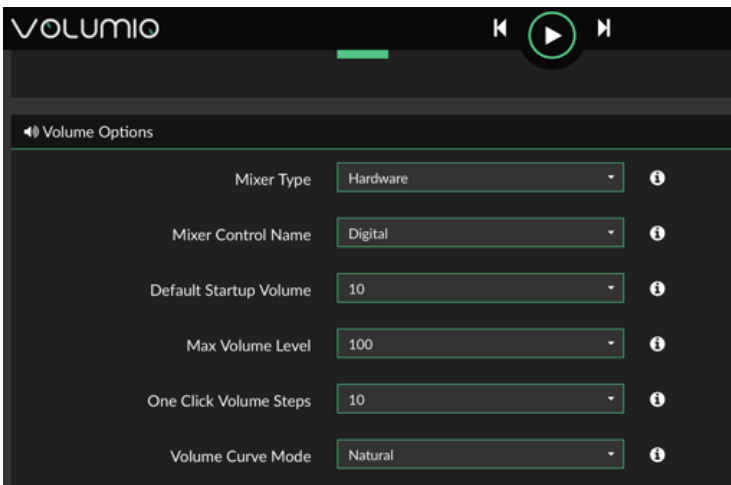 VOLUMIO
Volume Options
Mixer Type Hardware
Mixer Control Name Digital
Default Startup Volume 10
Max Volume Level 100
One Click Volume Steps 10
Volume Curve Mode Natural